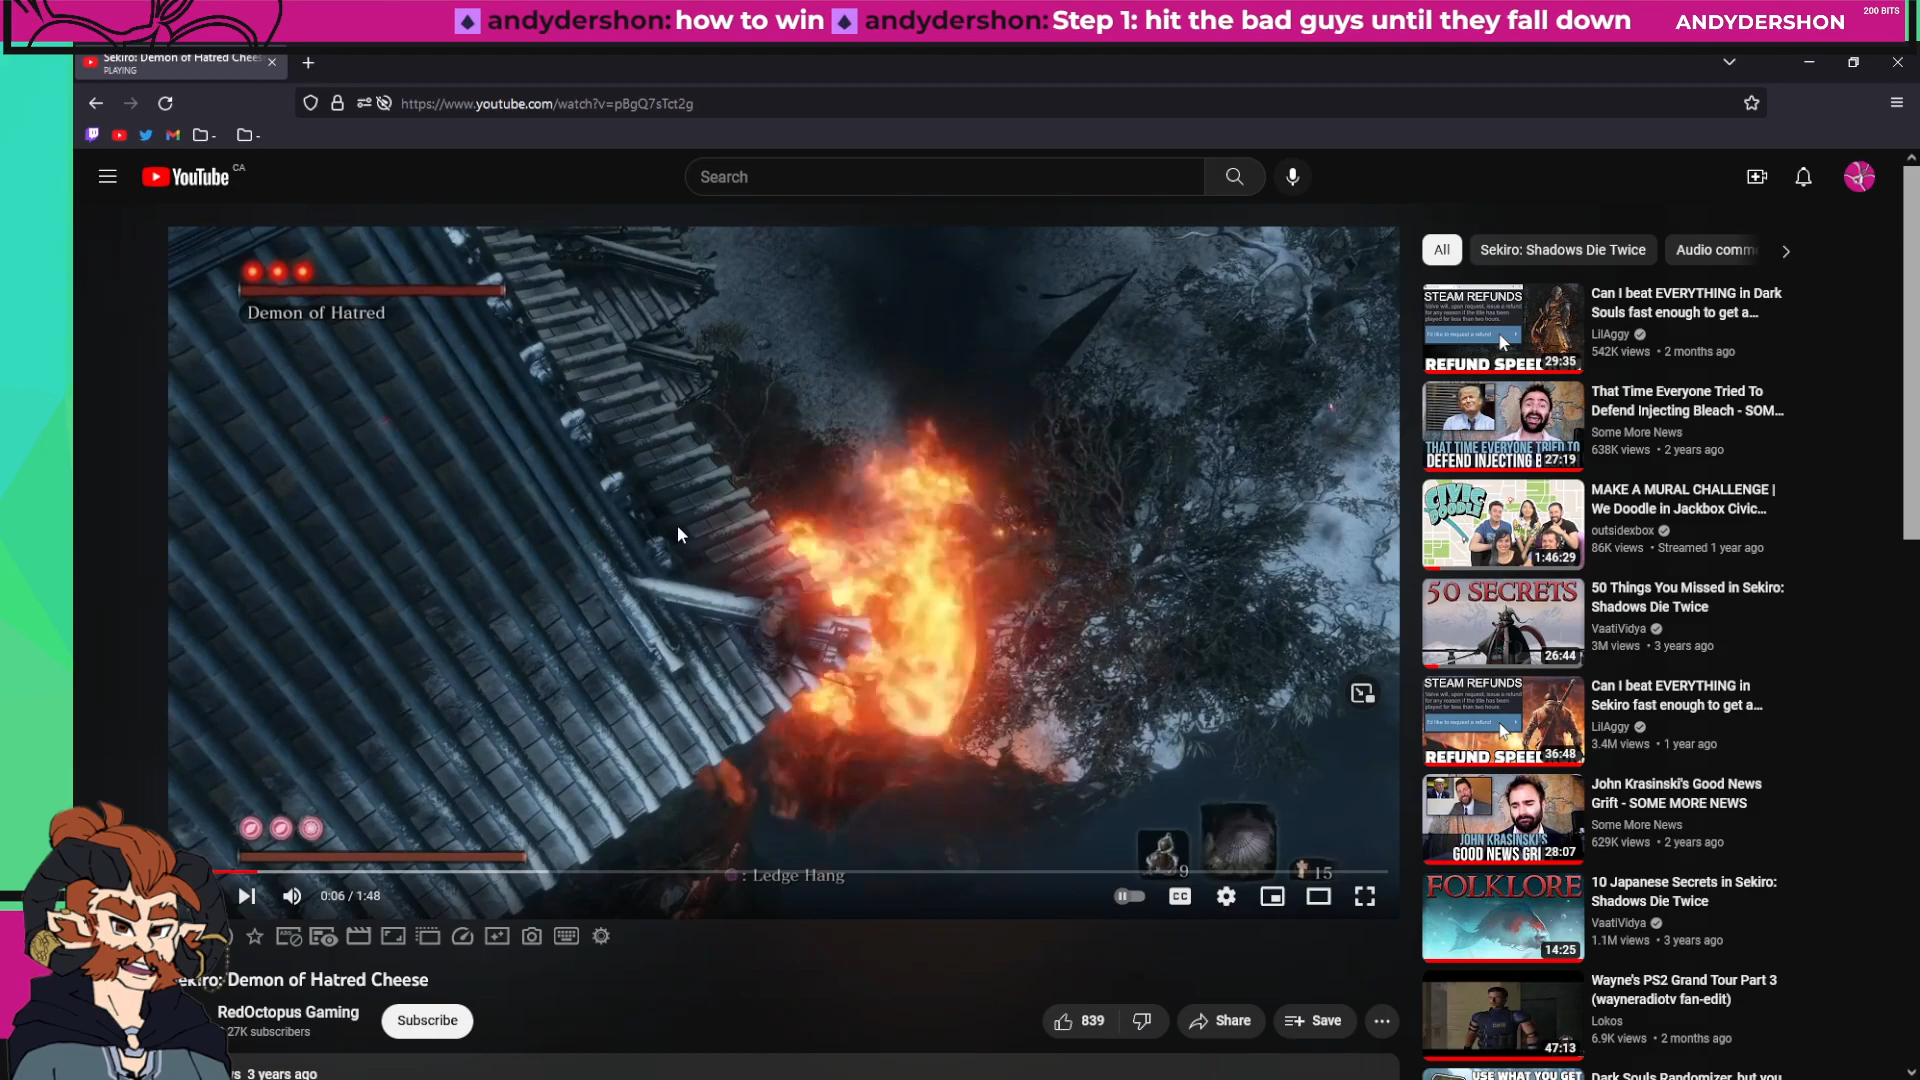 andydershon: how to win andydershon: Step 1: hit the bad guys until they fall down ANDYDERSHON 200 BITS
Sekiro: Demon of Hatred Chees
PLAYING
https://www.youtube.com/watch?v=pBgQ7sTct2g
YouTube CA
Search
Demon of Hatred
9
15
: Ledge Hang
0:06 / 1:48
CC
ekiro: Demon of Hatred Cheese
RedOctopus Gaming
27K subscribers
Subscribe
839
Share
Save
3 years ago
All
Sekiro: Shadows Die Twice
Audio comm
STEAM REFUNDS
REFUND SPEE
29:35
Can I beat EVERYTHING in Dark
Souls fast enough to get a...
LilAggy
542K views • 2 months ago
THAT TIME EVERYONE TRIED TO
DEFEND INJECTING B
27:19
That Time Everyone Tried To
Defend Injecting Bleach - SOM...
Some More News
638K views • 2 years ago
CIVIC
DOODLE
1:46:29
MAKE A MURAL CHALLENGE |
We Doodle in Jackbox Civic...
outsidexbox
86K views • Streamed 1 year ago
50 SECRETS
26:44
50 Things You Missed in Sekiro:
Shadows Die Twice
VaatiVidya
3M views • 3 years ago
STEAM REFUNDS
REFUND SPEE
36:48
Can I beat EVERYTHING in
Sekiro fast enough to get a...
LilAggy
3.4M views • 1 year ago
JOHN KRASINSKI'S
GOOD NEWS GRI
28:07
John Krasinski's Good News
Grift - SOME MORE NEWS
Some More News
629K views • 2 years ago
FOLKLORE
14:25
10 Japanese Secrets in Sekiro:
Shadows Die Twice
VaatiVidya
1.1M views • 3 years ago
47:13
Wayne's PS2 Grand Tour Part 3
(wayneradiotv fan-edit)
Lokos
6.9K views • 2 months ago
USE WHAT YOU GET
Dark Souls Randomizer, but you